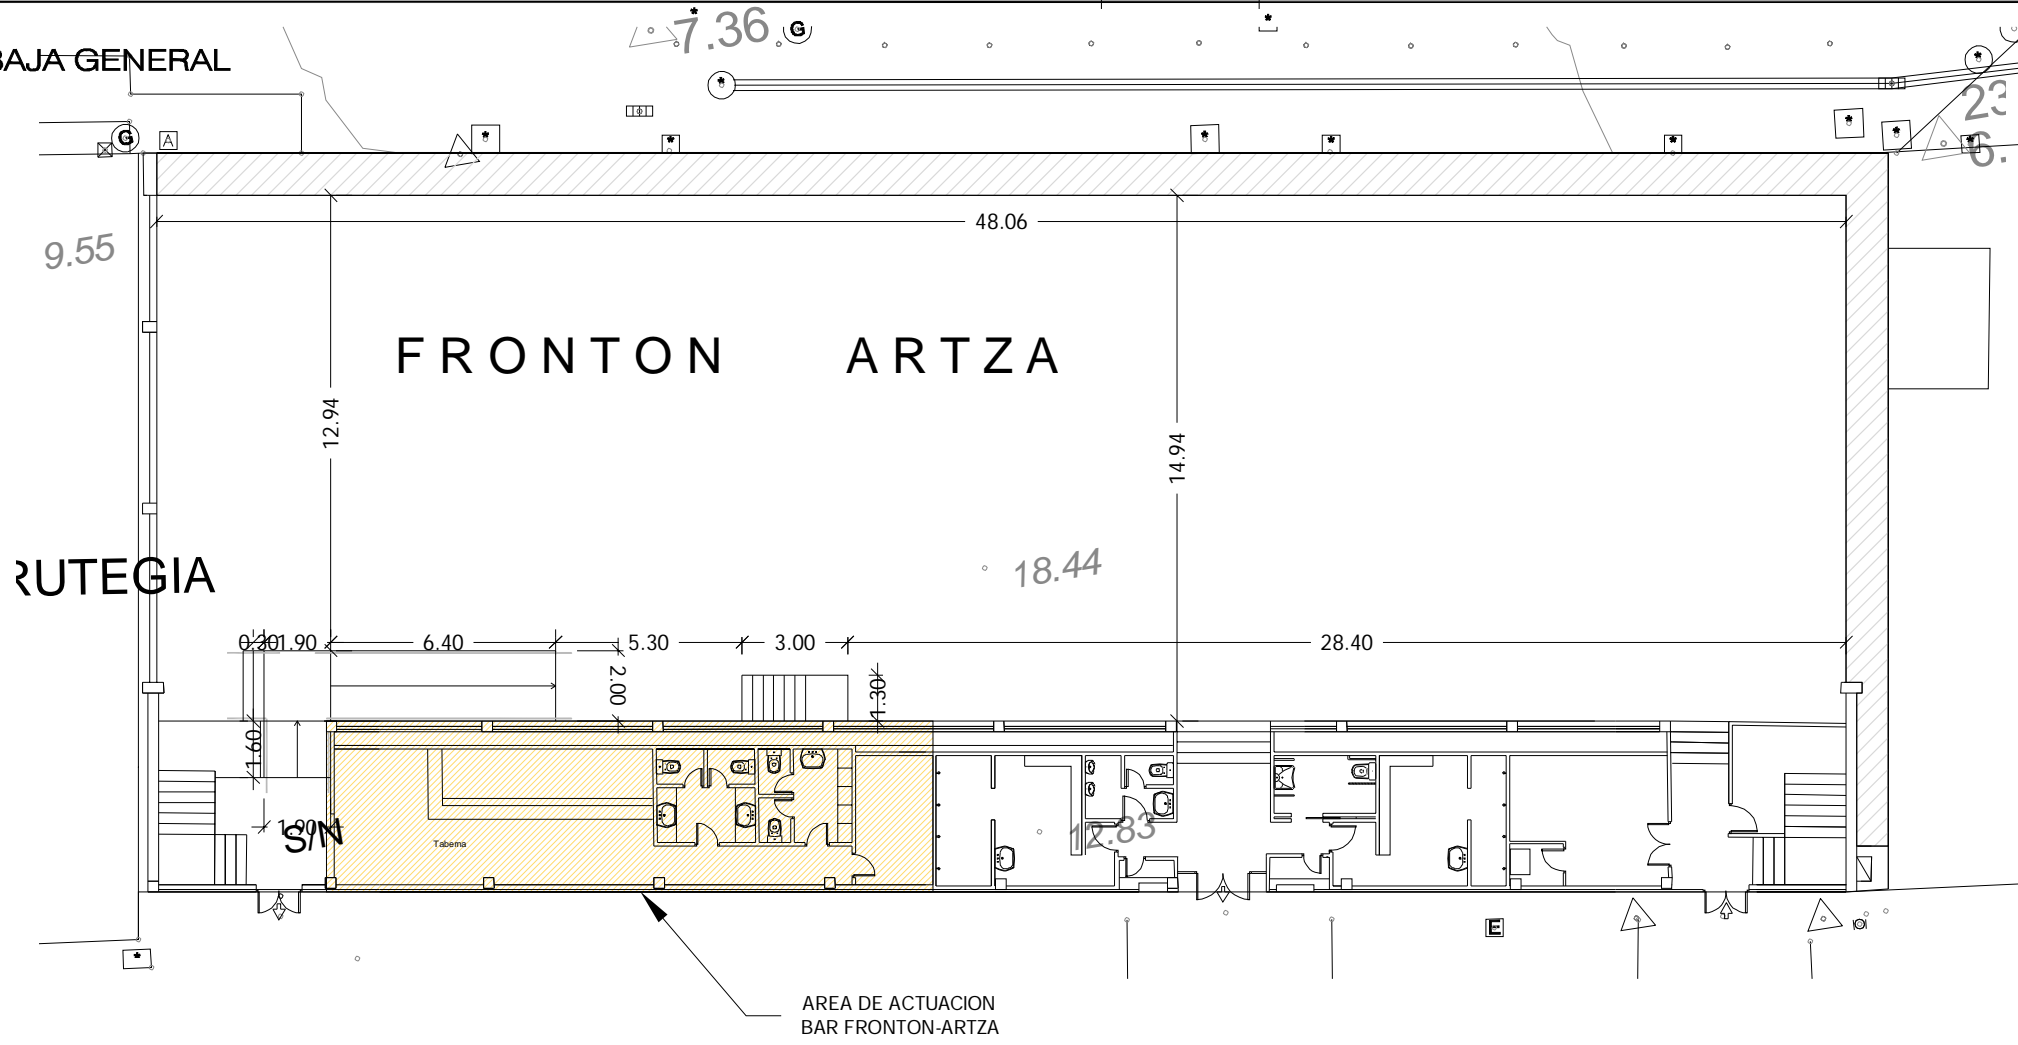 7.36
G
BAJA GENERAL
23
6.
G
A
48.06
9.55
FRONTON ARTZA
12.94
14.94
18.44
RUTEGIA
0.30
1.90
6.40
5.30
3.00
28.40
2.00
1.30
1.60
1.90
S/N
Taberna
12.83
E
AREA DE ACTUACION
BAR FRONTON-ARTZA